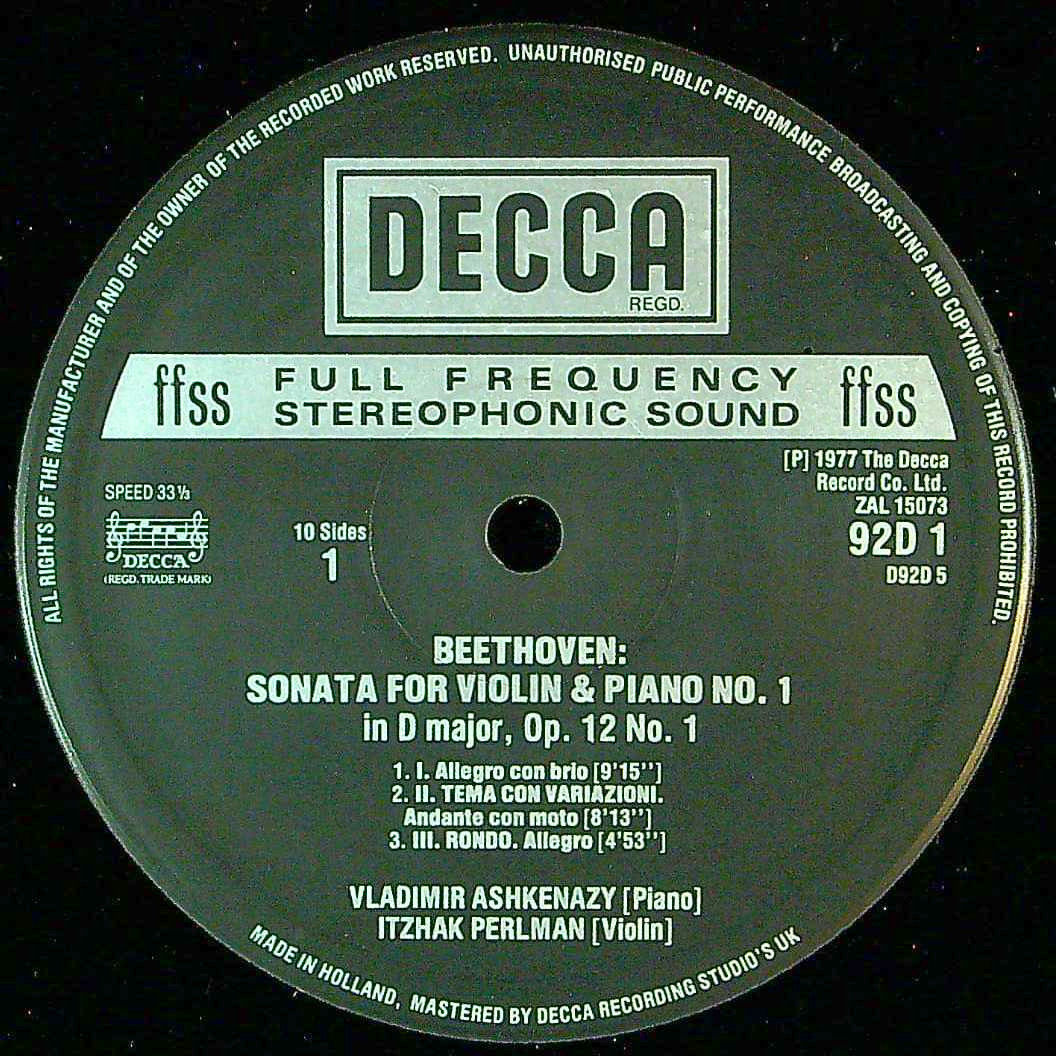 ALL RIGHTS OF THE MANUFACTURER AND OF THE OWNER OF THE RECORDED WORK RESERVED. UNAUTHORISED PUBLIC PERFORMANCE BROADCASTING AND COPYING OF THIS RECORD PROHIBITED.
DECCA
REGD.
ffss FULL FREQUENCY ffss
STEREOPHONIC SOUND
SPEED 33⅓
DECCA
(REGD. TRADE MARK)
10 Sides
1
[P] 1977 The Decca
Record Co. Ltd.
ZAL 15073
92D 1
D92D 5
BEETHOVEN:
SONATA FOR VIOLIN & PIANO NO. 1
in D major, Op. 12 No. 1
1. I. Allegro con brio [9'15'']
2. II. TEMA CON VARIAZIONI.
Andante con moto [8'13'']
3. III. RONDO. Allegro [4'53'']
VLADIMIR ASHKENAZY [Piano]
ITZHAK PERLMAN [Violin]
MADE IN HOLLAND, MASTERED BY DECCA RECORDING STUDIO'S UK